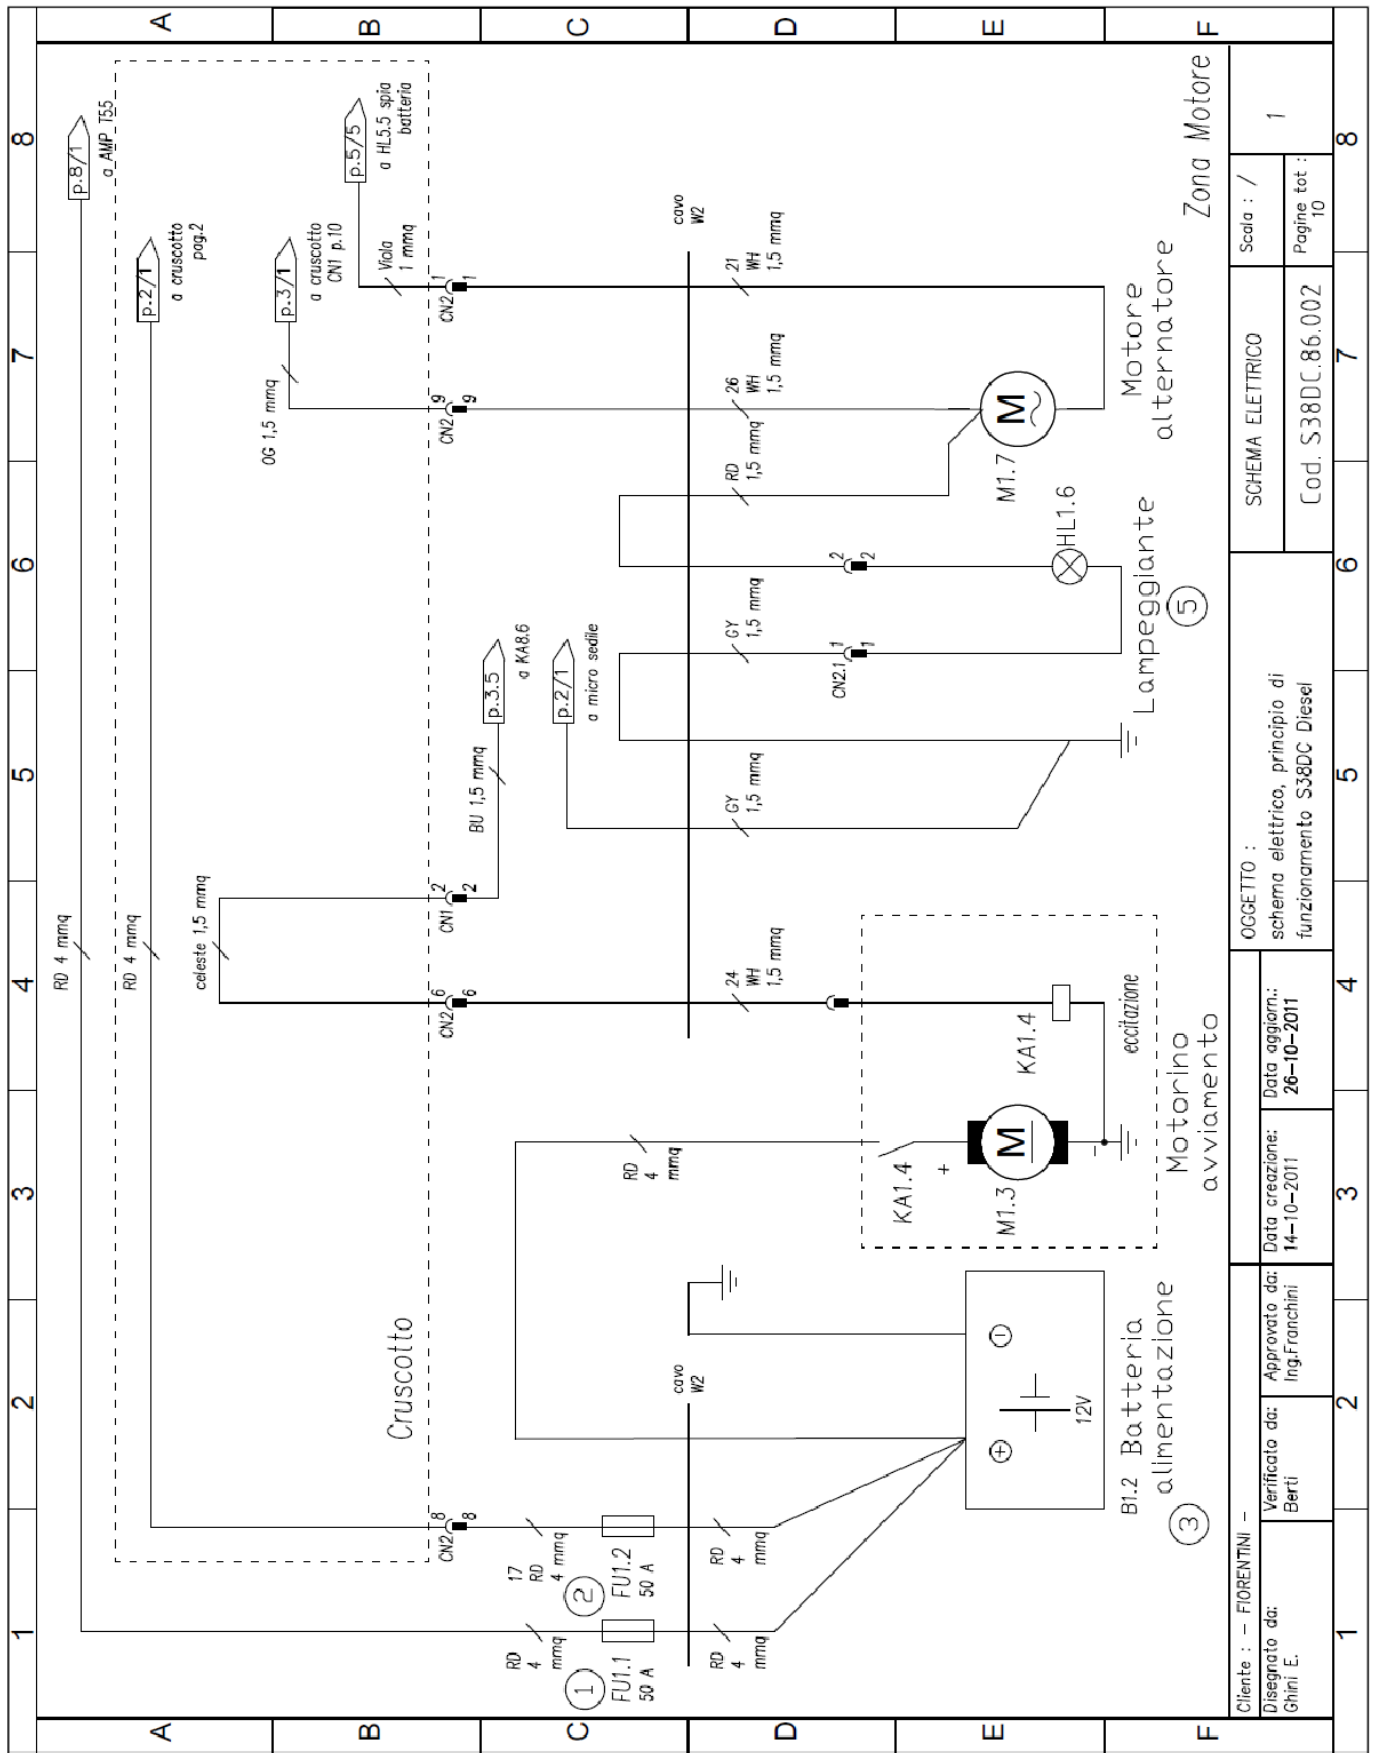 1
2
3
4
5
6
7
8
A
B
C
D
E
F
RD 4 mmq
p.8/1
a AMP T55
RD 4 mmq
p.2/1
a cruscotto
pag.2
celeste 1,5 mmq
OG 1,5 mmq
p.3/1
a cruscotto
CN1 p.10
p.5/5
a HL5.5 spia
batteria
Viola
1 mmq
Cruscotto
CN2
8
8
CN2
6
6
CN1
2
2
CN2
9
9
CN2
1
1
BU 1,5 mmq
p.3.5
a KA8.6
p.2/1
a micro sedile
RD
4
mmq
17
RD
4 mmq
1
FU1.1
50 A
2
FU1.2
50 A
RD
4
mmq
cavo
W2
cavo
W2
RD
4
mmq
RD
4
mmq
24
WH
1,5 mmq
GY
1,5 mmq
GY
1,5 mmq
RD
1,5 mmq
26
WH
1,5 mmq
21
WH
1,5 mmq
CN2.1
1
1
2
2
KA1.4
+
M
M1.3
-
KA1.4
eccitazione
HL1.6
M
M1.7
+
-
12V
B1.2 Batteria
alimentazione
3
Motorino
avviamento
Lampeggiante
5
Motore
alternatore
Zona Motore
Cliente : - FIORENTINI -
Disegnato da:
Ghini E.
Verificato da:
Berti
Approvato da:
Ing.Franchini
Data creazione:
14-10-2011
Data aggiorn.:
26-10-2011
OGGETTO :
schema elettrico, principio di
funzionamento S38DC Diesel
SCHEMA ELETTRICO
Cod. S38DC.86.002
Scala : /
1
Pagine tot :
10
1
2
3
4
5
6
7
8
A
B
C
D
E
F